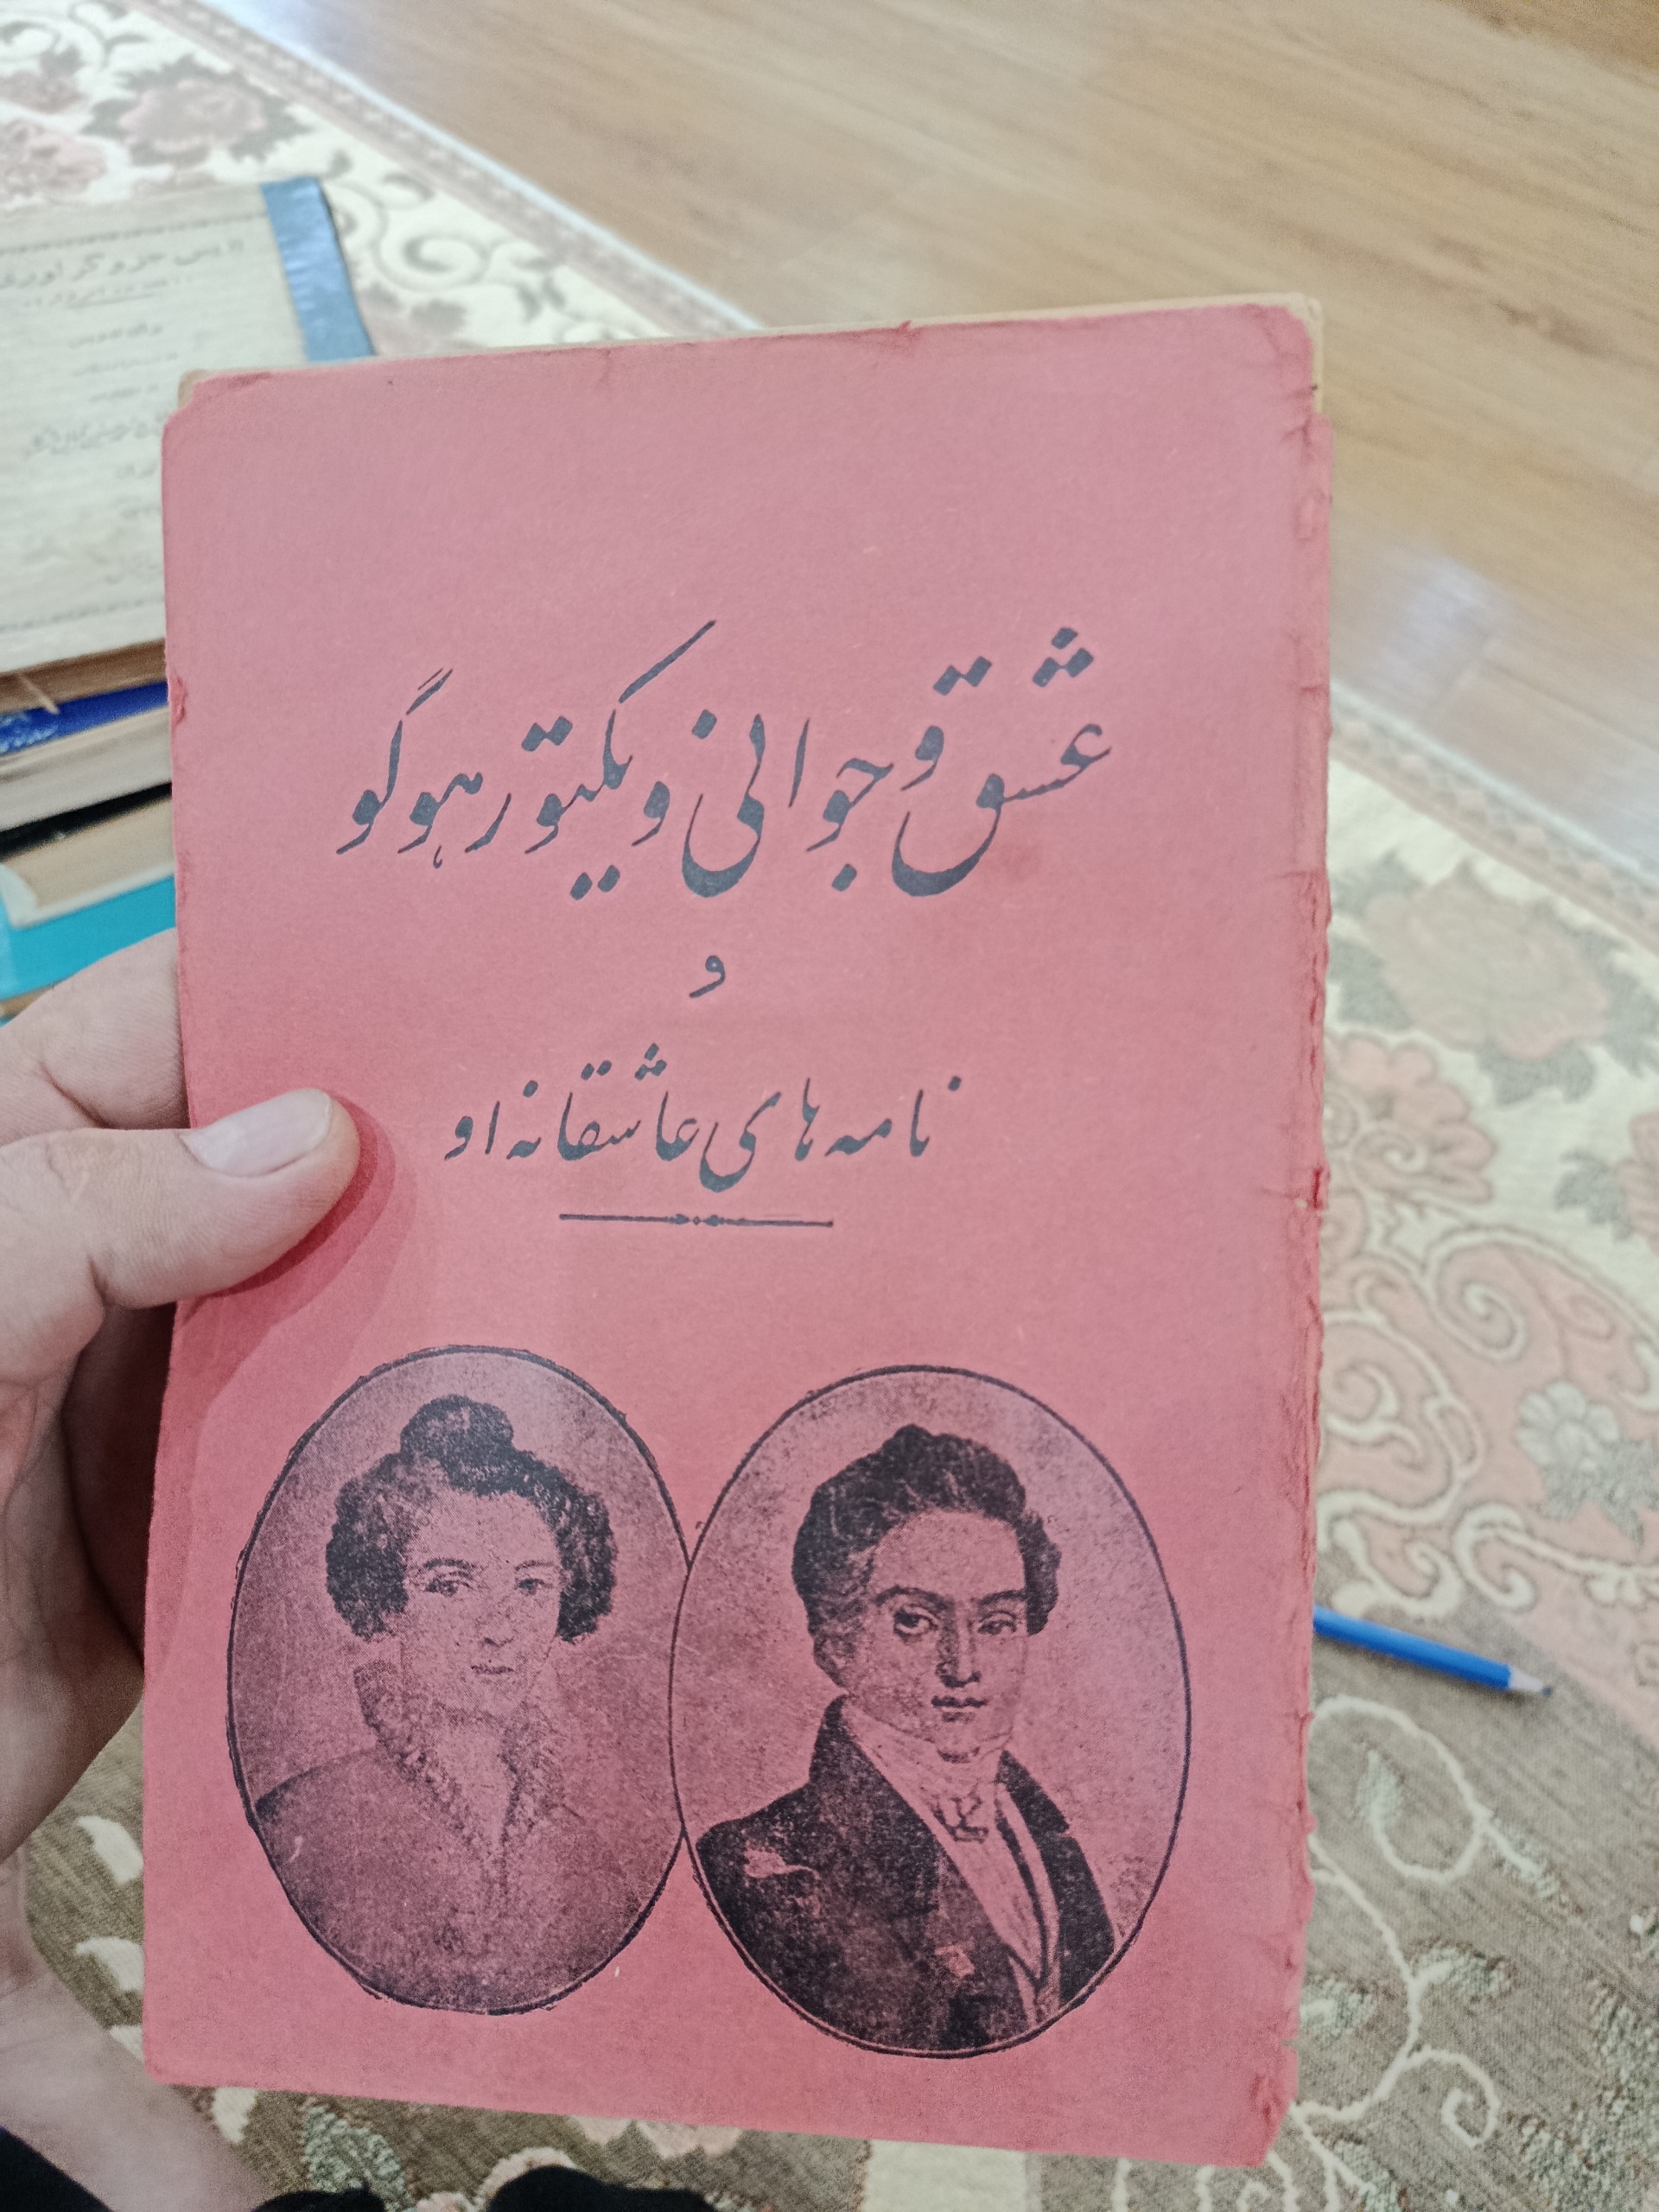 عشق و جوانی ویکتور هوگو
و
نامه های عاشقانه او